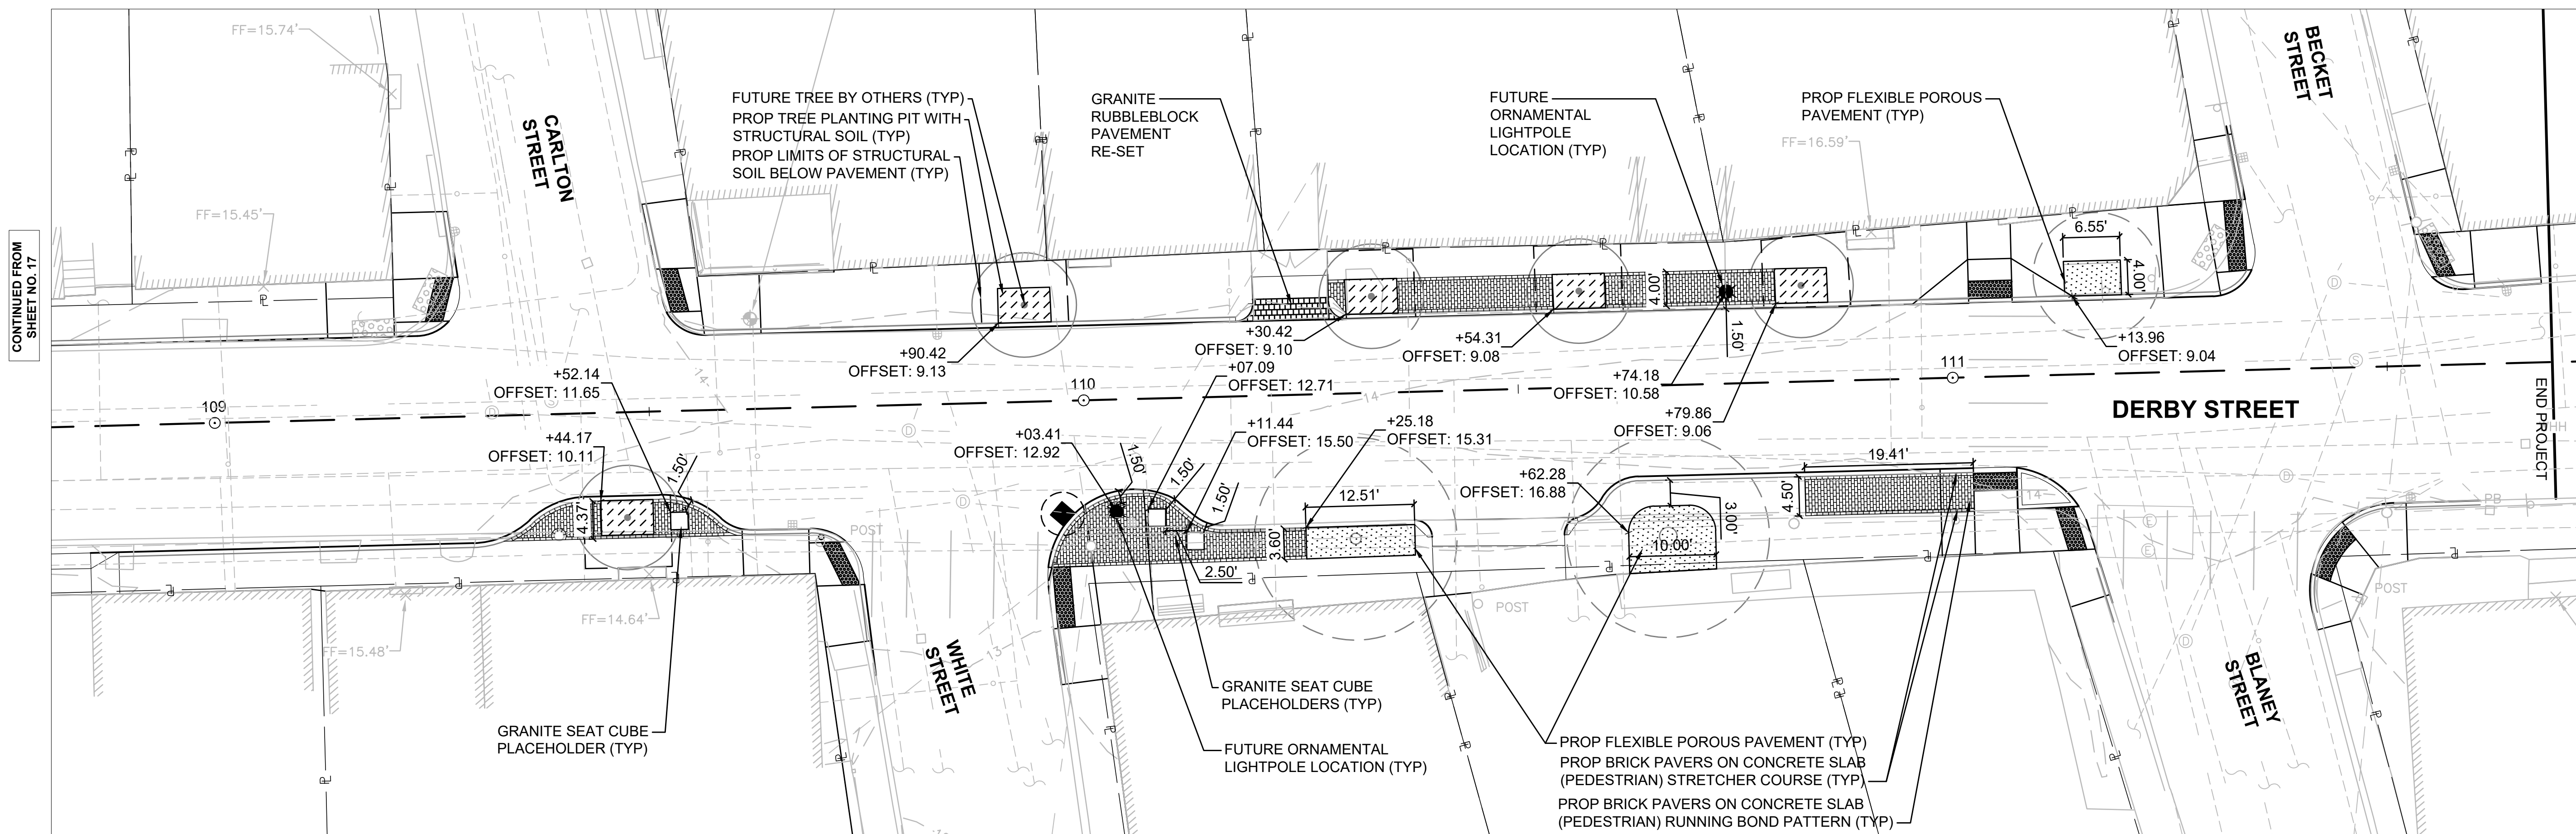 FF=15.74'
CARLTON
STREET
FUTURE TREE BY OTHERS (TYP)
PROP TREE PLANTING PIT WITH
STRUCTURAL SOIL (TYP)
PROP LIMITS OF STRUCTURAL
SOIL BELOW PAVEMENT (TYP)
GRANITE
RUBBLEBLOCK
PAVEMENT
RE-SET
FUTURE
ORNAMENTAL
LIGHTPOLE
LOCATION (TYP)
PROP FLEXIBLE POROUS
PAVEMENT (TYP)
FF=16.59'
BECKET
STREET
CONTINUED FROM
SHEET NO. 17
FF=15.45'
6.55'
4.00'
4.00'
1.50'
+90.42
OFFSET: 9.13
+30.42
OFFSET: 9.10
+54.31
OFFSET: 9.08
+74.18
OFFSET: 10.58
+79.86
OFFSET: 9.06
+13.96
OFFSET: 9.04
109
110
111
14
14
DERBY STREET
END PROJECT
HH
+52.14
OFFSET: 11.65
+44.17
OFFSET: 10.11
+07.09
OFFSET: 12.71
+03.41
OFFSET: 12.92
+11.44
OFFSET: 15.50
+25.18
OFFSET: 15.31
+62.28
OFFSET: 16.88
4.37'
1.50'
1.50'
1.50'
1.50'
12.51'
3.60'
2.50'
3.00'
10.00'
4.50'
19.41'
14
PB
POST
POST
POST
FF=14.64'
FF=15.48'
13
WHITE
STREET
BLANEY
STREET
GRANITE SEAT CUBE
PLACEHOLDER (TYP)
GRANITE SEAT CUBE
PLACEHOLDERS (TYP)
FUTURE ORNAMENTAL
LIGHTPOLE LOCATION (TYP)
PROP FLEXIBLE POROUS PAVEMENT (TYP)
PROP BRICK PAVERS ON CONCRETE SLAB
(PEDESTRIAN) STRETCHER COURSE (TYP)
PROP BRICK PAVERS ON CONCRETE SLAB
(PEDESTRIAN) RUNNING BOND PATTERN (TYP)